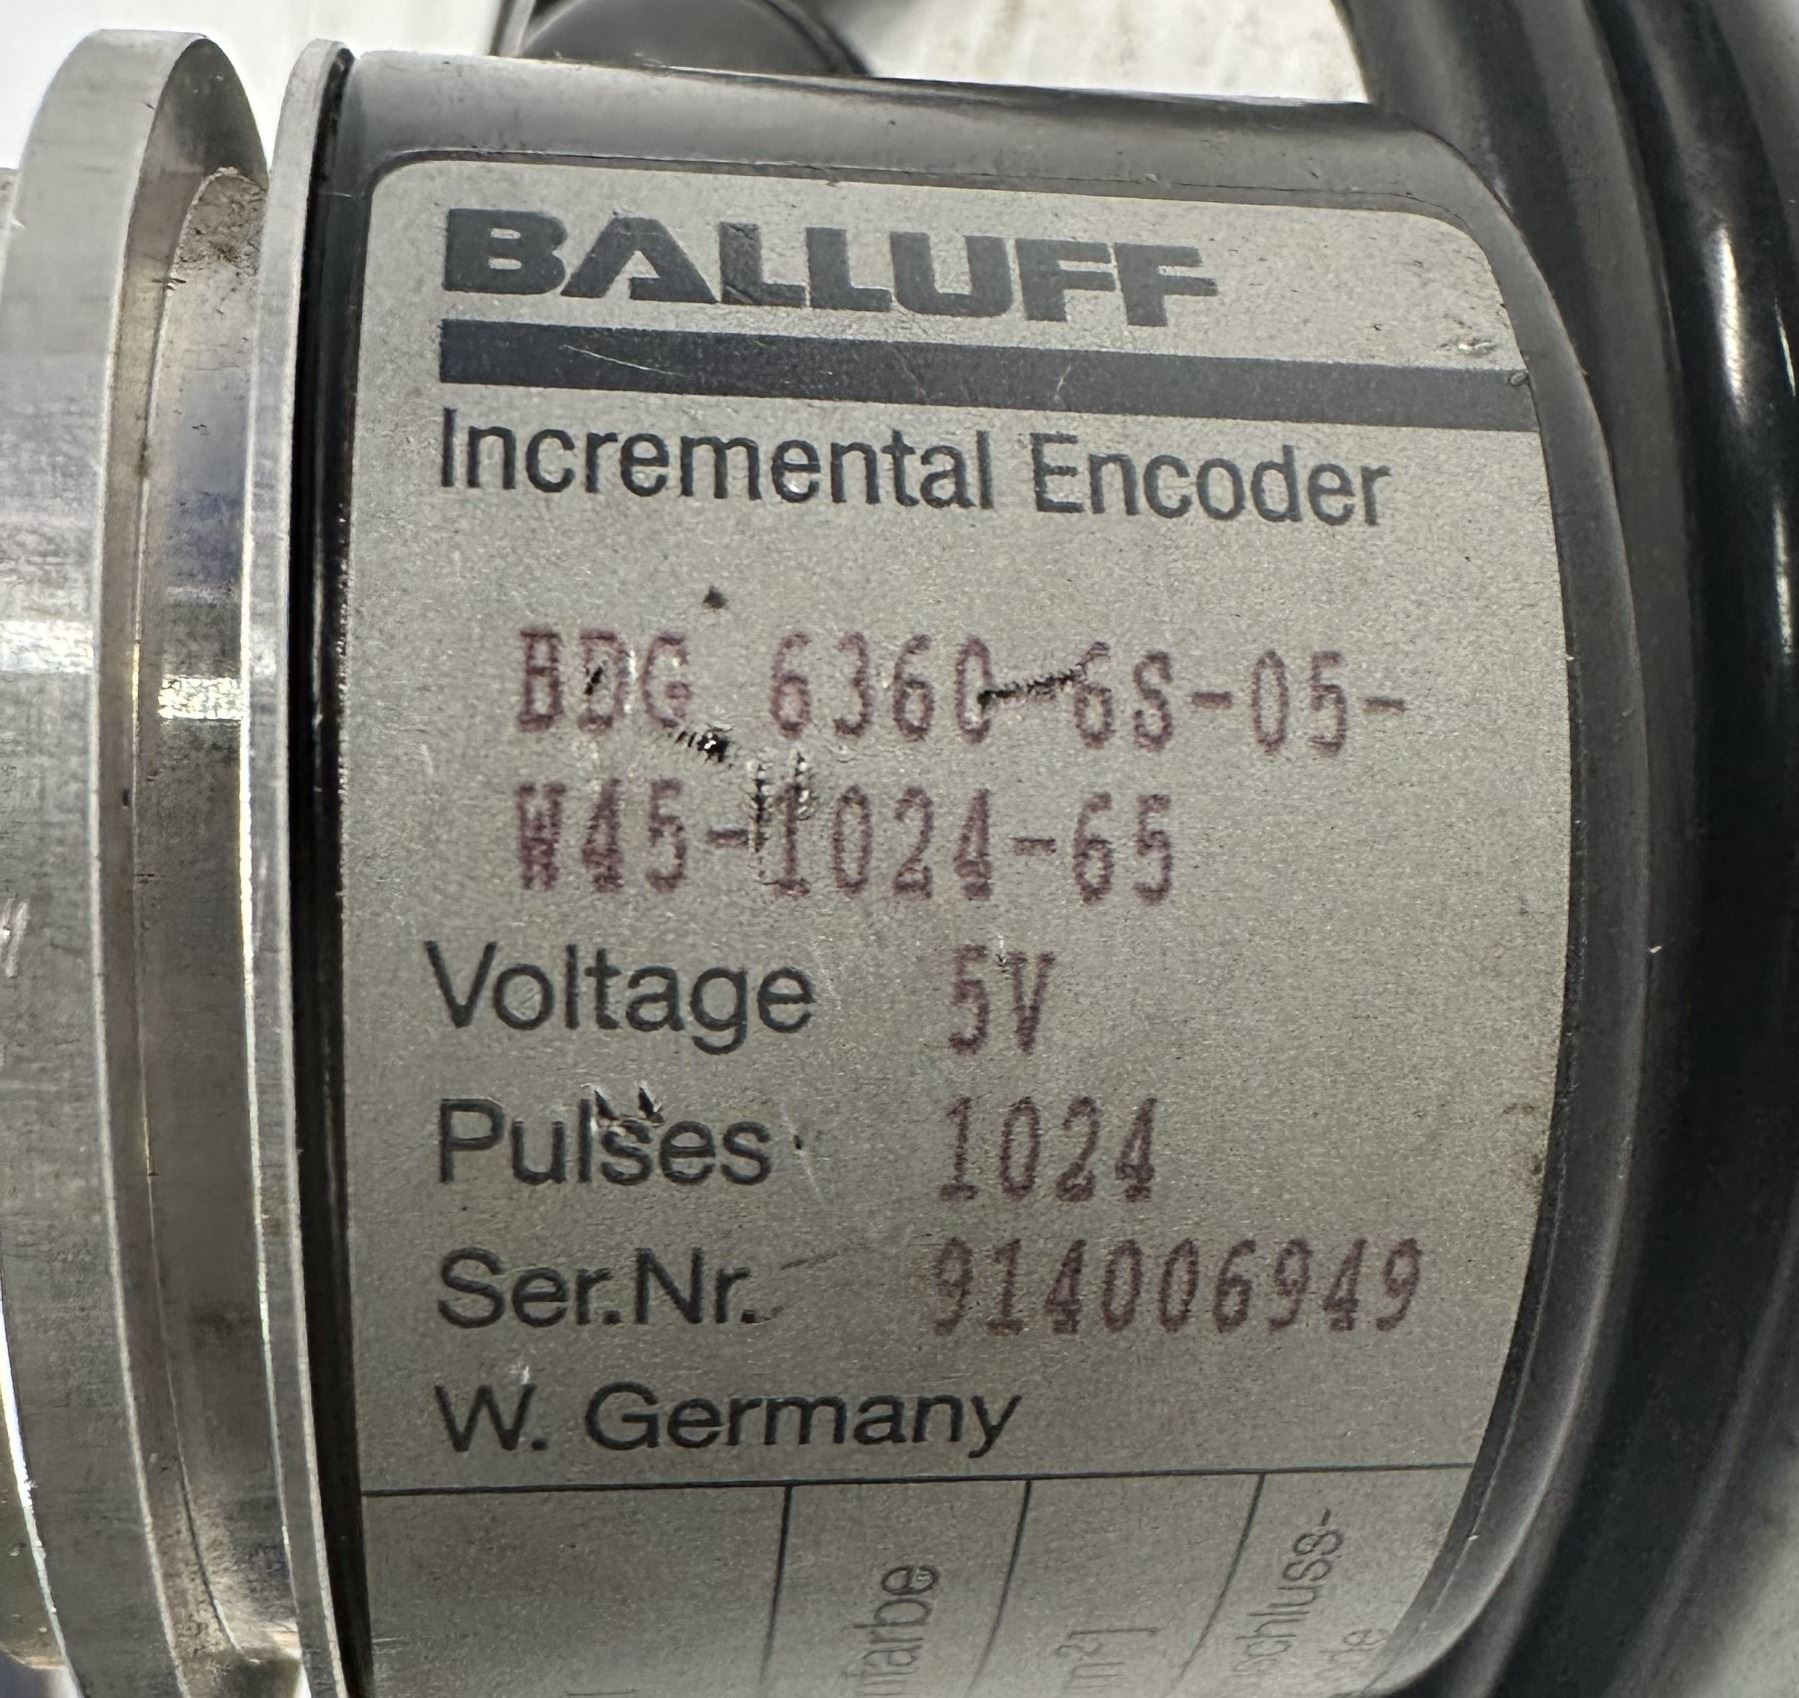 BALLUFF
Incremental Encoder
BDG 6360-6S-05-
W45-1024-65
Voltage 5V
Pulses 1024
Ser.Nr. 914006949
W. Germany